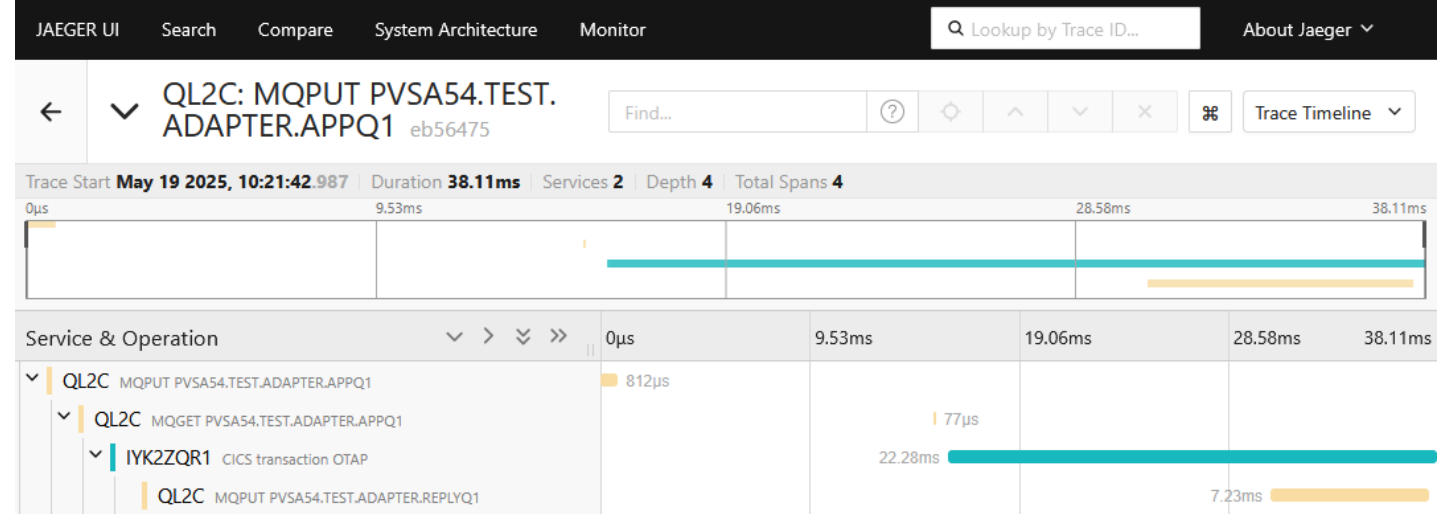 JAEGER UI Search Compare System Architecture Monitor Lookup by Trace ID... About Jaeger
QL2C: MQPUT PVSA54.TEST.
ADAPTER.APPQ1 eb56475
Find...
Trace Timeline
Trace Start May 19 2025, 10:21:42.987 Duration 38.11ms Services 2 Depth 4 Total Spans 4
0μs 9.53ms 19.06ms 28.58ms 38.11ms
Service & Operation 0μs 9.53ms 19.06ms 28.58ms 38.11ms
QL2C MQPUT PVSA54.TEST.ADAPTER.APPQ1 812μs
QL2C MQGET PVSA54.TEST.ADAPTER.APPQ1 77μs
IYK2ZQR1 CICS transaction OTAP 22.28ms
QL2C MQPUT PVSA54.TEST.ADAPTER.REPLYQ1 7.23ms